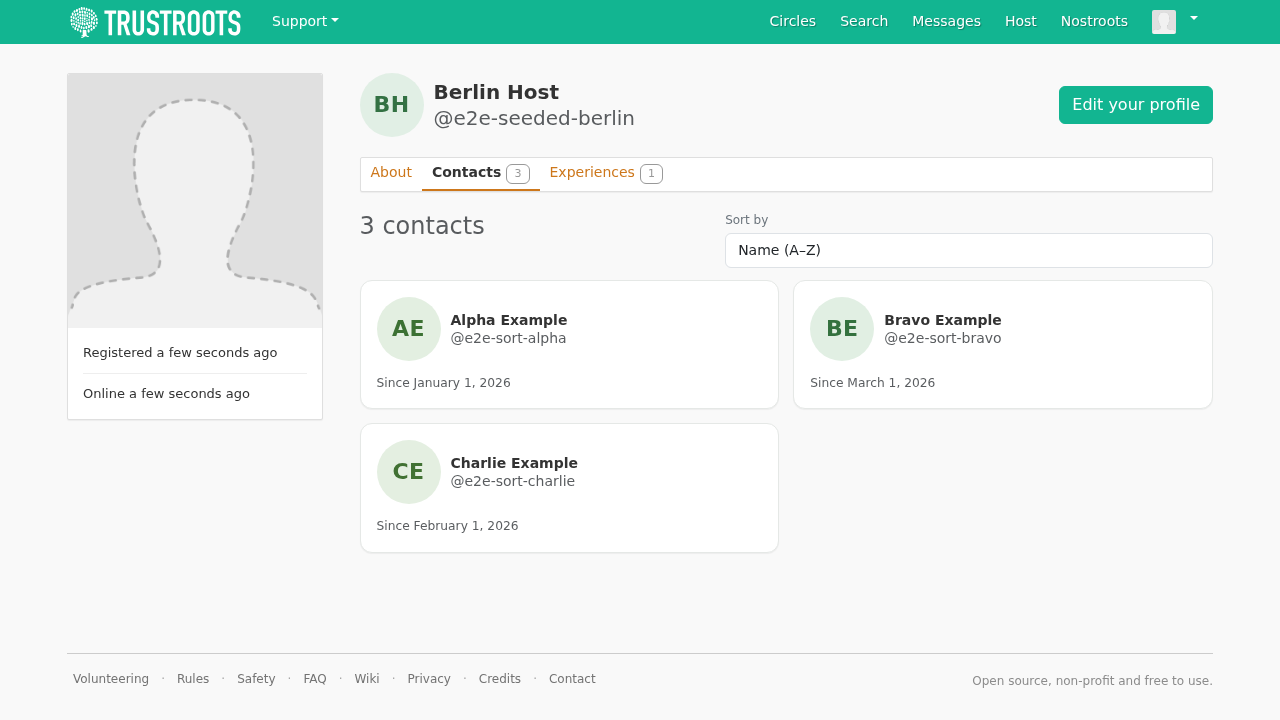 TRUSTROOTS
Support
Circles
Search
Messages
Host
Nostroots
BH
Berlin Host
@e2e-seeded-berlin
Edit your profile
About
Contacts 3
Experiences 1
3 contacts
Sort by
Name (A–Z)
AE
Alpha Example
@e2e-sort-alpha
Since January 1, 2026
BE
Bravo Example
@e2e-sort-bravo
Since March 1, 2026
CE
Charlie Example
@e2e-sort-charlie
Since February 1, 2026
Registered a few seconds ago
Online a few seconds ago
Volunteering · Rules · Safety · FAQ · Wiki · Privacy · Credits · Contact
Open source, non-profit and free to use.